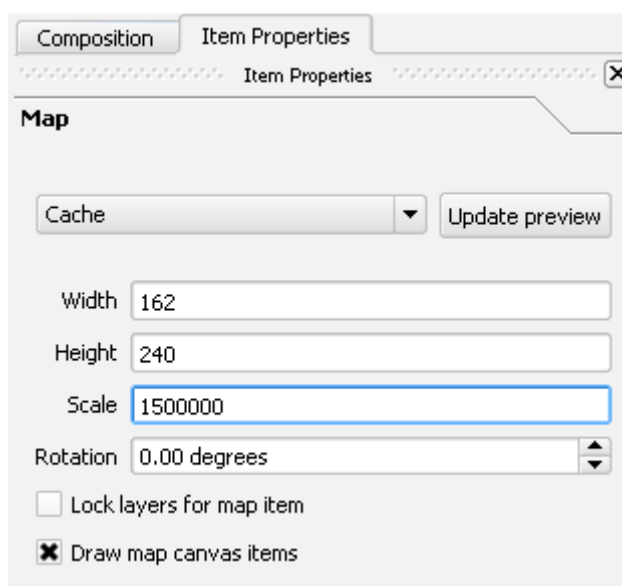 Composition Item Properties
Item Properties
Map
Cache Update preview
Width 162
Height 240
Scale 1500000
Rotation 0.00 degrees
Lock layers for map item
Draw map canvas items